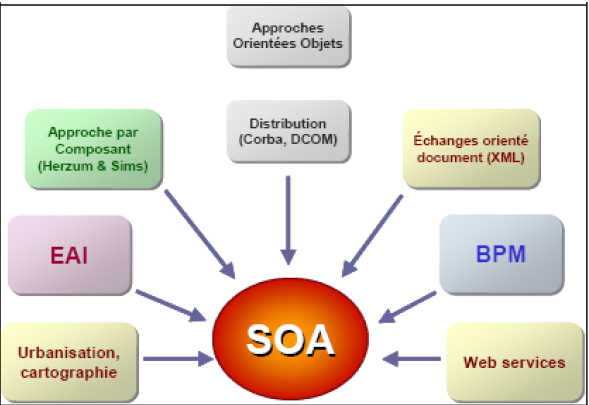 Approches
Orientées Objets
Approche par
Composant
(Herzum & Sims)
Distribution
(Corba, DCOM)
Échanges orienté
document (XML)
EAI
BPM
SOA
Urbanisation,
cartographie
Web services